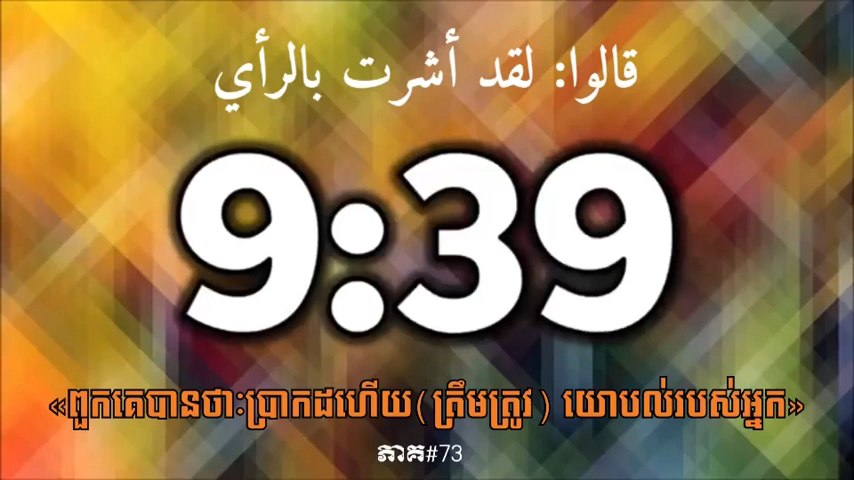 قالوا: لقد أشرت بالرأي
9:39
«ពួកគេបានថាៈប្រាកដហើយ(ត្រឹមត្រូវ) យោបល់របស់អ្នក»
ភាគ#73